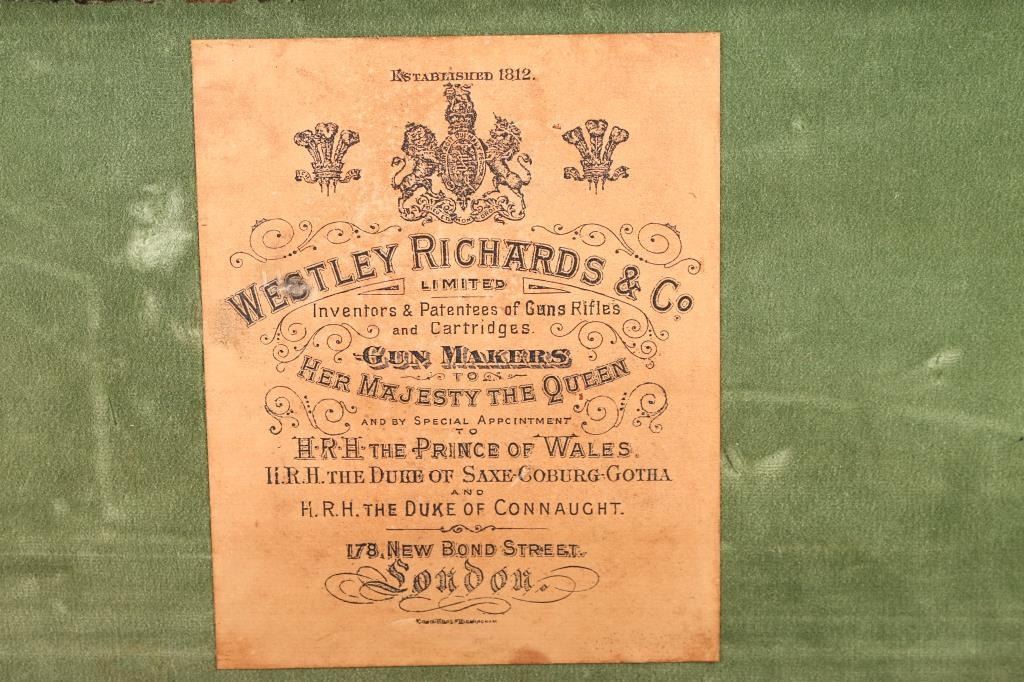 ESTABLISHED 1812.
WESTLEY RICHARDS & Co
LIMITED
Inventors & Patentees of Guns Rifles
and Cartridges.
GUN MAKERS
TO
HER MAJESTY THE QUEEN
AND BY SPECIAL APPOINTMENT
TO
H.R.H. THE PRINCE OF WALES.
H.R.H. THE DUKE OF SAXE-COBURG-GOTHA
AND
H.R.H. THE DUKE OF CONNAUGHT.
178, NEW BOND STREET.
London.